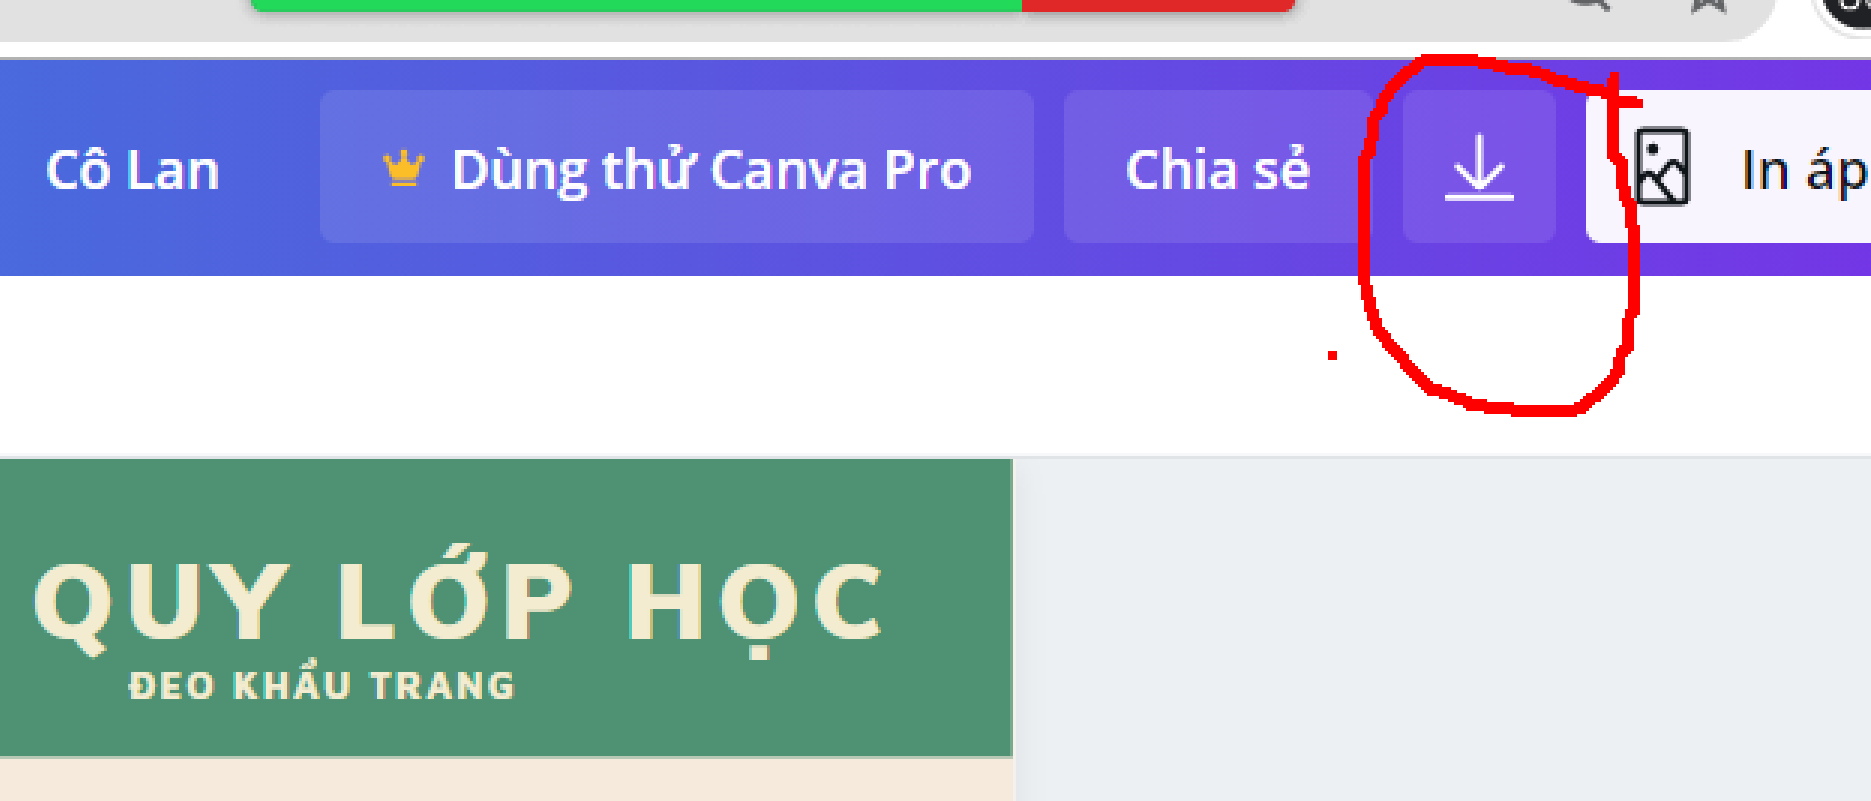 Cô Lan
Dùng thử Canva Pro
Chia sẻ
In áp
QUY LỚP HỌC
ĐEO KHẨU TRANG